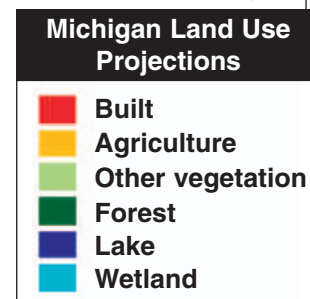 Michigan Land Use
Projections
Built
Agriculture
Other vegetation
Forest
Lake
Wetland